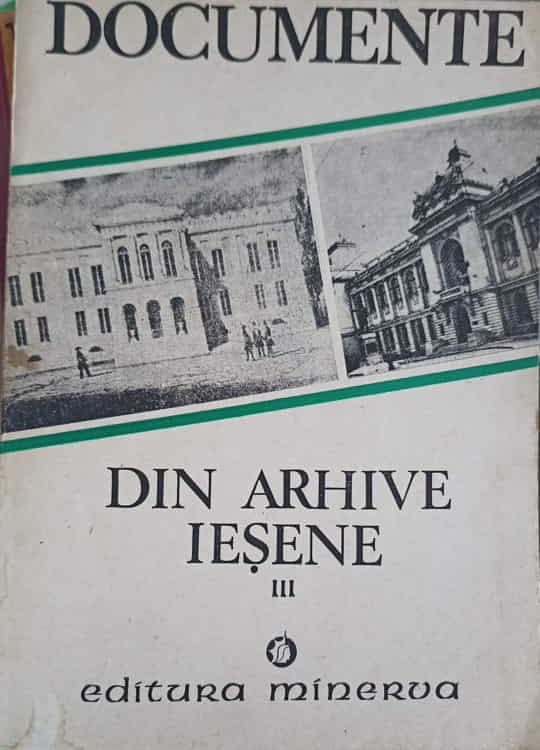 DOCUMENTE
DIN ARHIVE
IEȘENE
III
editura minerva